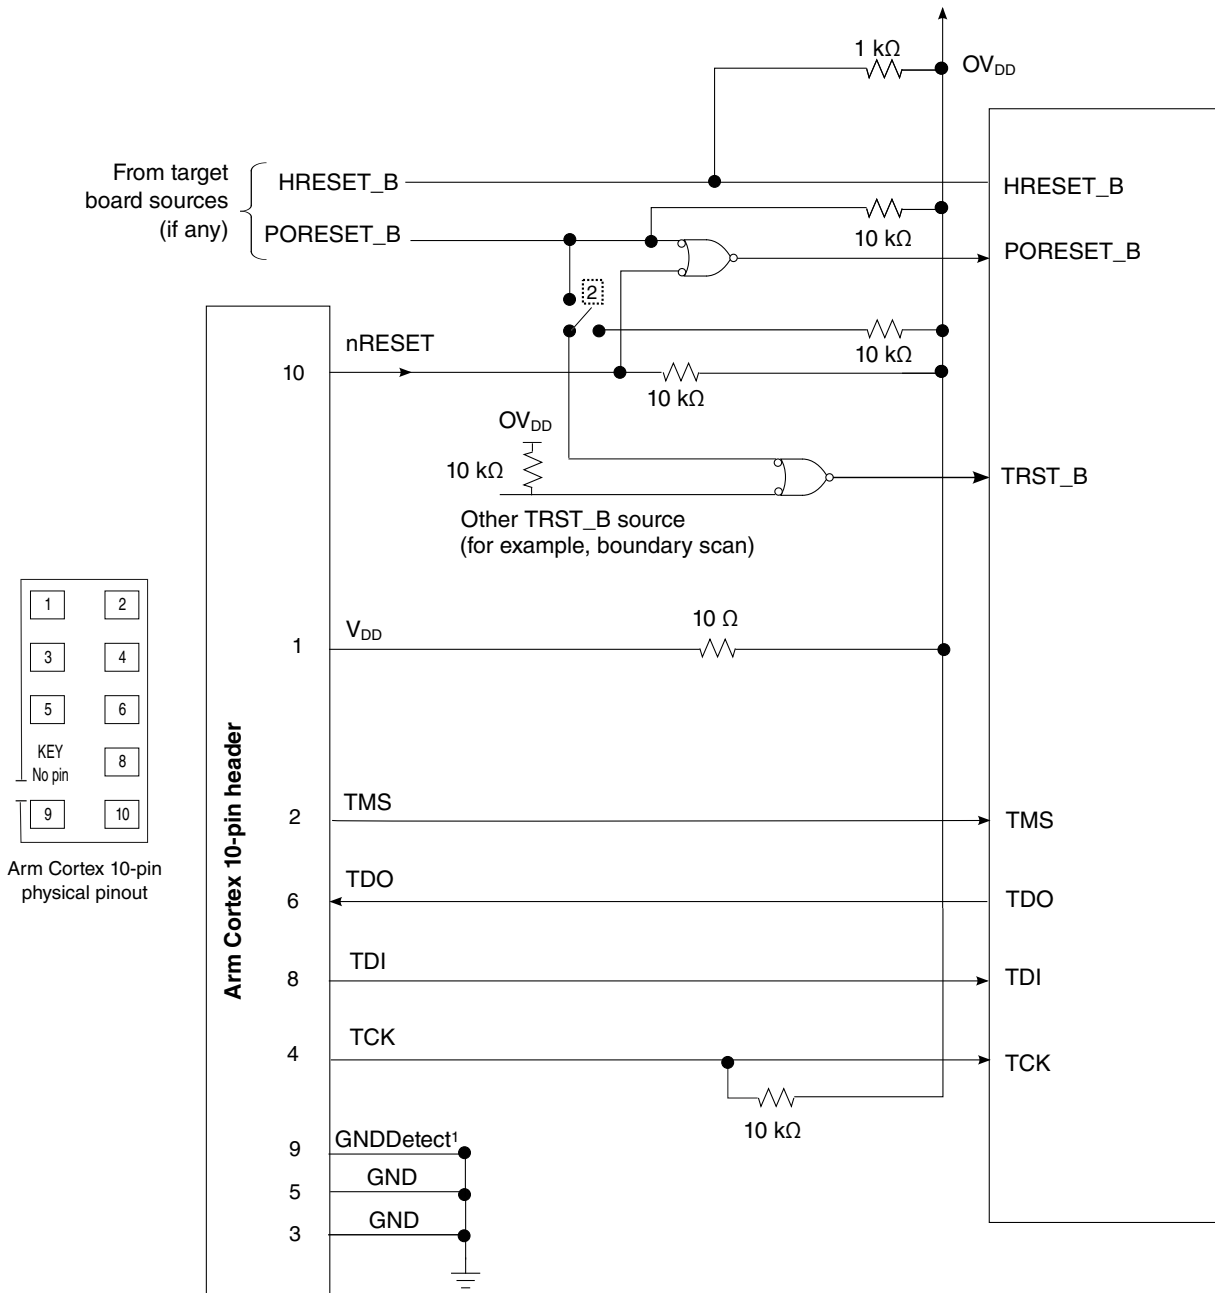 1 kΩ
OV_DD
From target
board sources
(if any)
HRESET_B
HRESET_B
PORESET_B
10 kΩ
PORESET_B
2
nRESET
10
10 kΩ
10 kΩ
OV_DD
10 kΩ
TRST_B
Other TRST_B source
(for example, boundary scan)
1
V_DD
10 Ω
1 2
3 4
5 6
KEY
No pin
8
9 10
Arm Cortex 10-pin
physical pinout
Arm Cortex 10-pin header
2
TMS
TMS
6
TDO
TDO
8
TDI
TDI
4
TCK
TCK
10 kΩ
9
GNDDetect¹
5
GND
3
GND